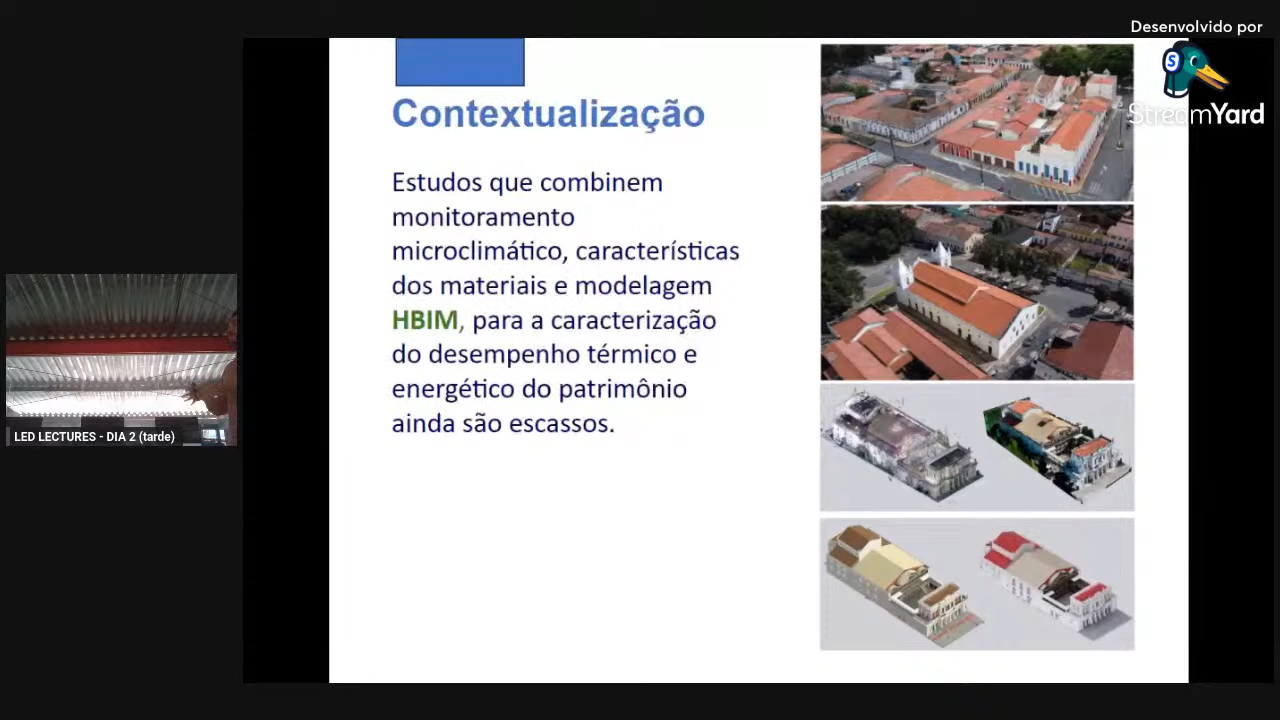 Desenvolvido por
StreamYard
Contextualização
Estudos que combinem
monitoramento
microclimático, características
dos materiais e modelagem
HBIM, para a caracterização
do desempenho térmico e
energético do patrimônio
ainda são escassos.
LED LECTURES - DIA 2 (tarde)